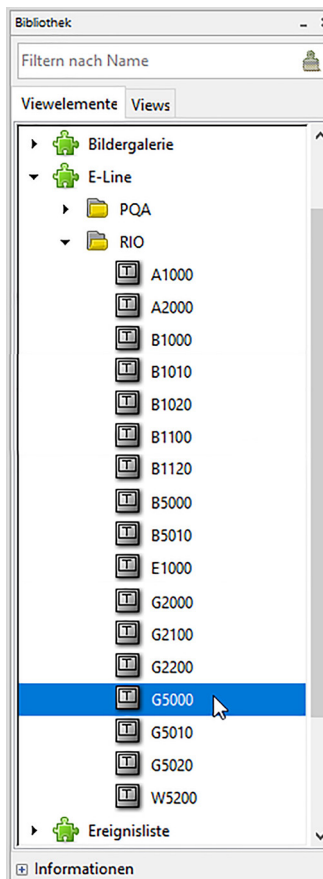 Bibliothek
Filtern nach Name
Viewelemente Views
Bildergalerie
E-Line
PQA
RIO
A1000
A2000
B1000
B1010
B1020
B1100
B1120
B5000
B5010
E1000
G2000
G2100
G2200
G5000
G5010
G5020
W5200
Ereignisliste
Informationen